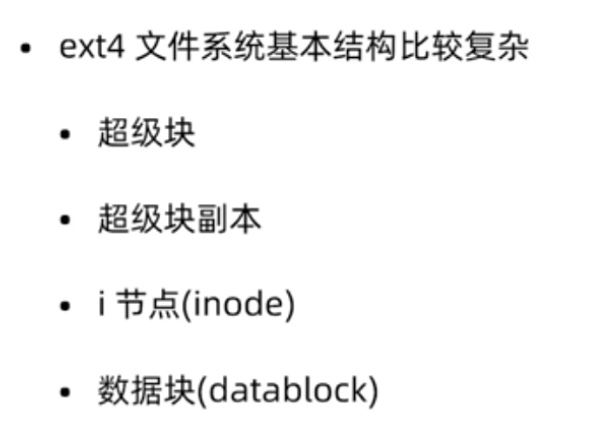 • ext4 文件系统基本结构比较复杂
• 超级块
• 超级块副本
• i 节点(inode)
• 数据块(datablock)